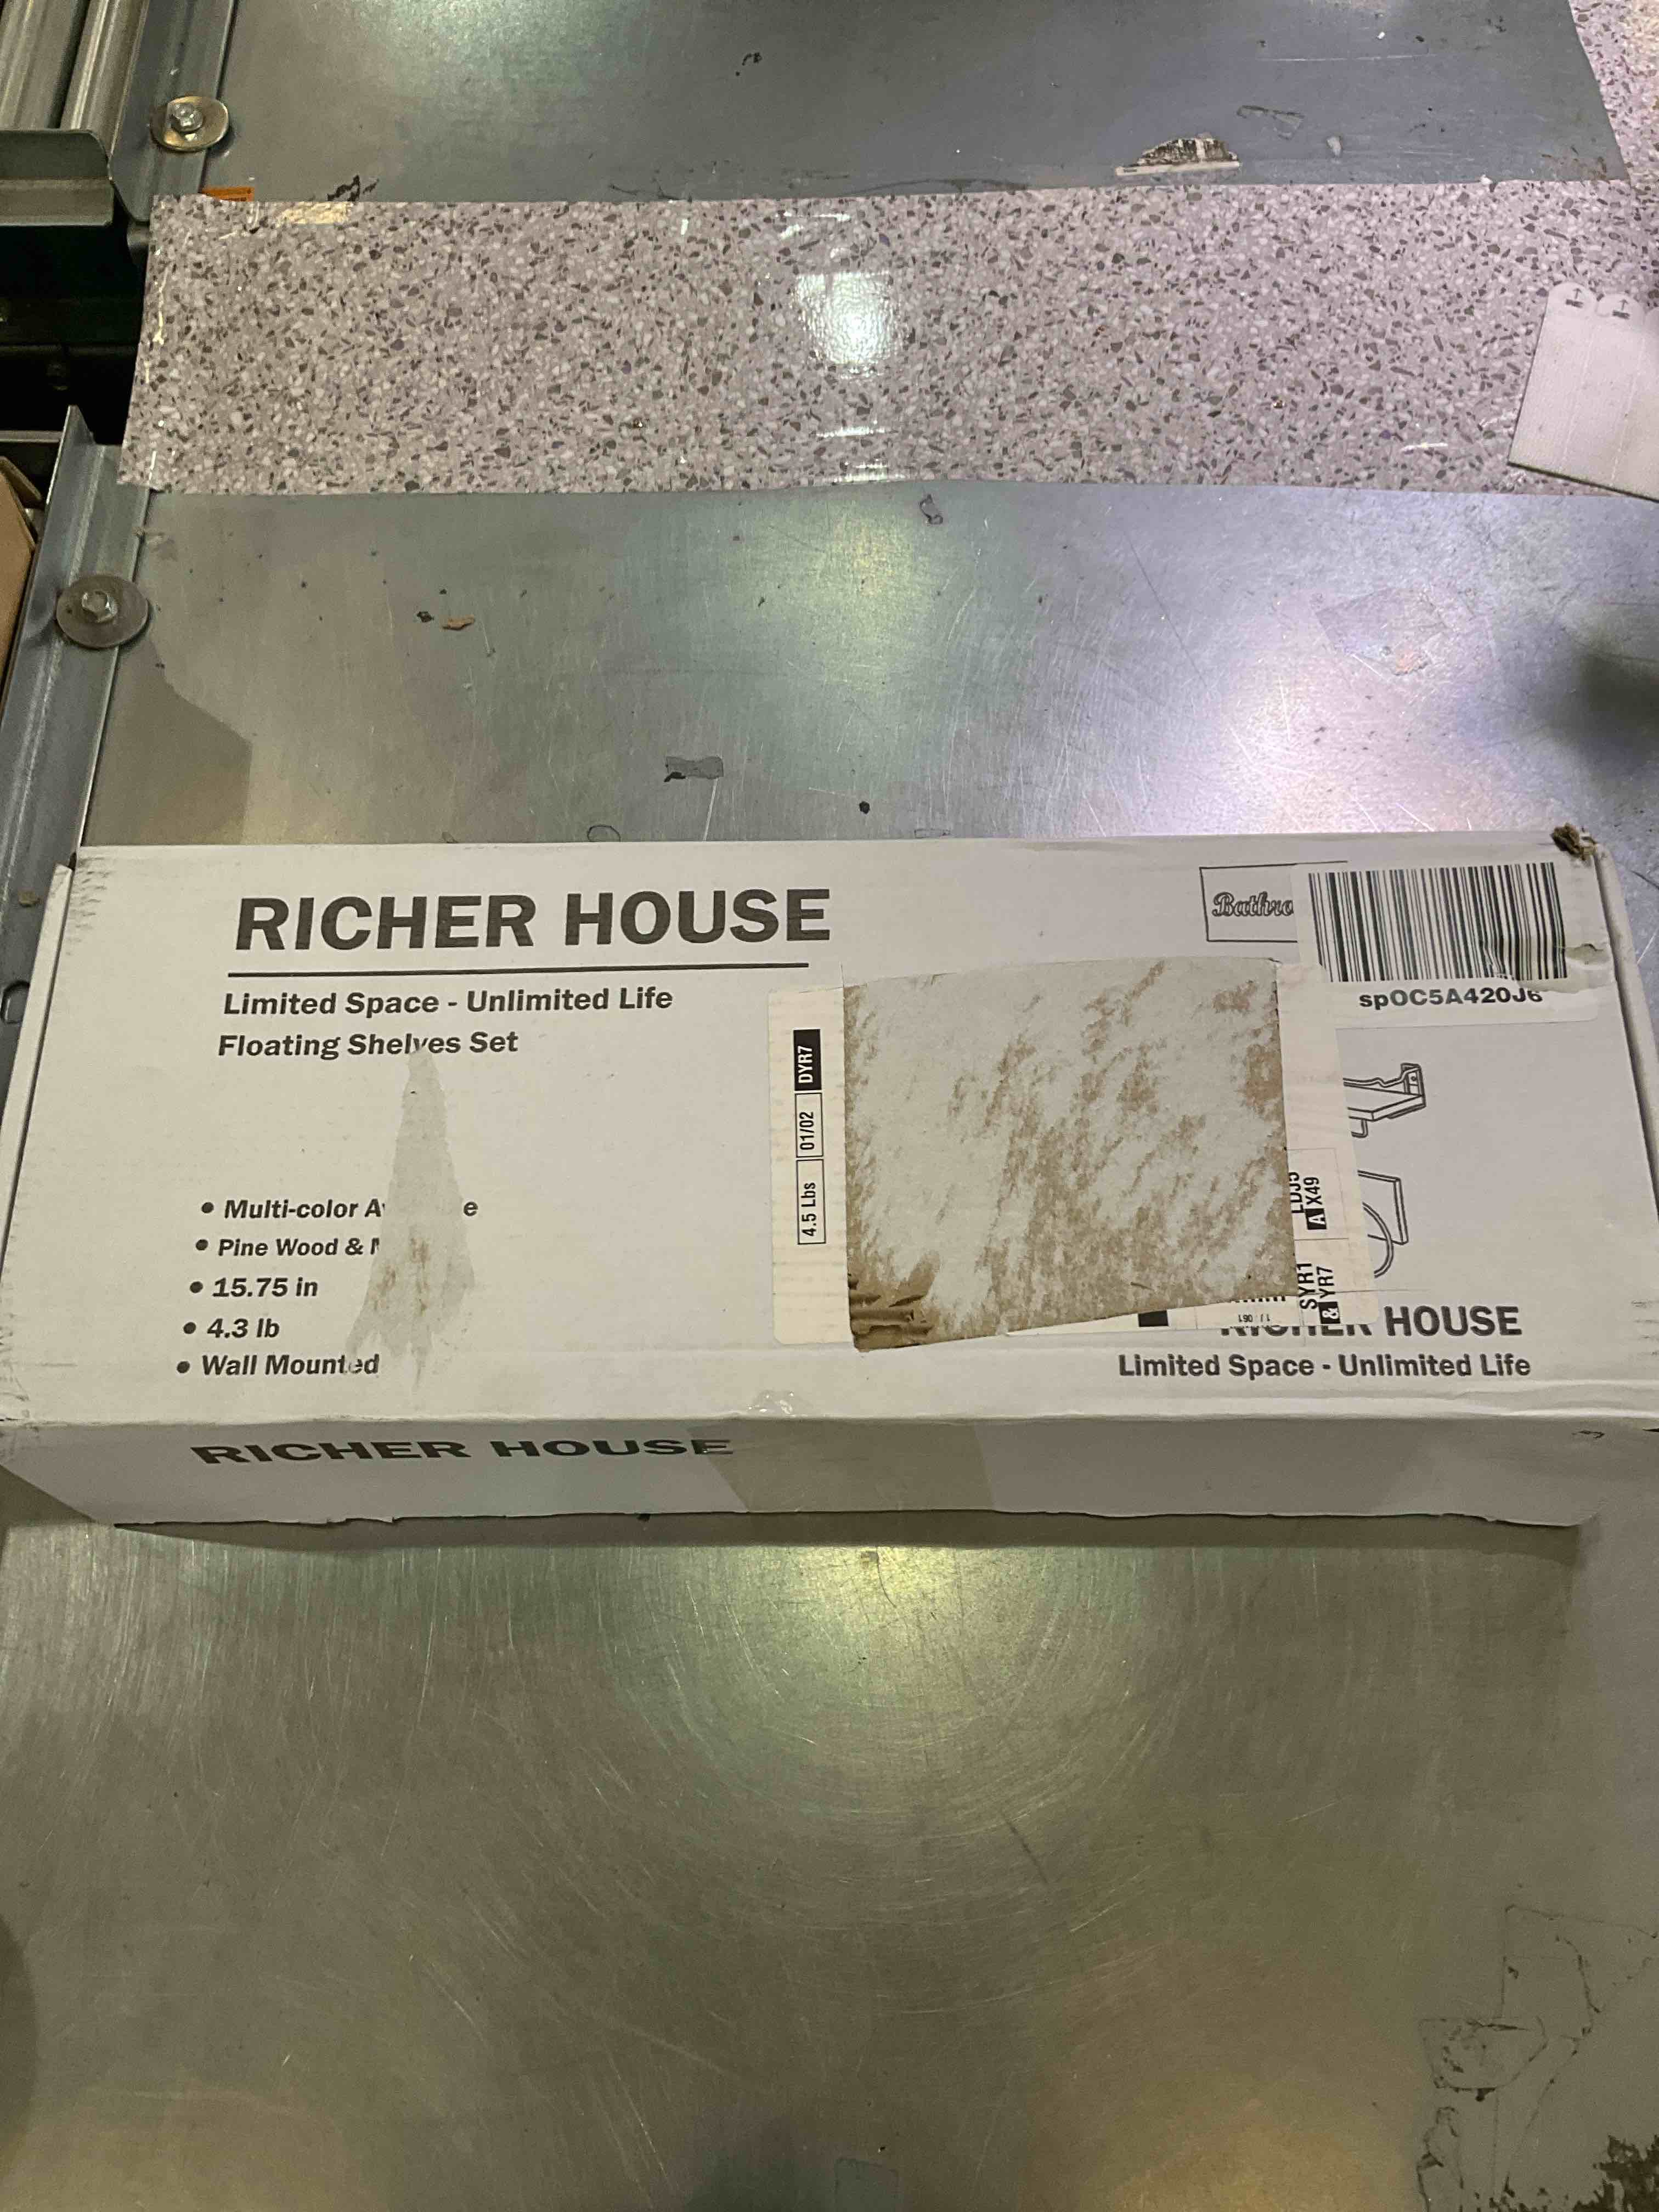 RICHER HOUSE
Limited Space - Unlimited Life
Floating Shelves Set
• Multi-color A e
• Pine Wood &
• 15.75 in
• 4.3 lb
• Wall Mounted
4.5 Lbs 01/02 DYR7
Bathro
spOC5A420J6
A X49
SYR1
& YR7
HOUSE
Limited Space - Unlimited Life
RICHER HOUSE